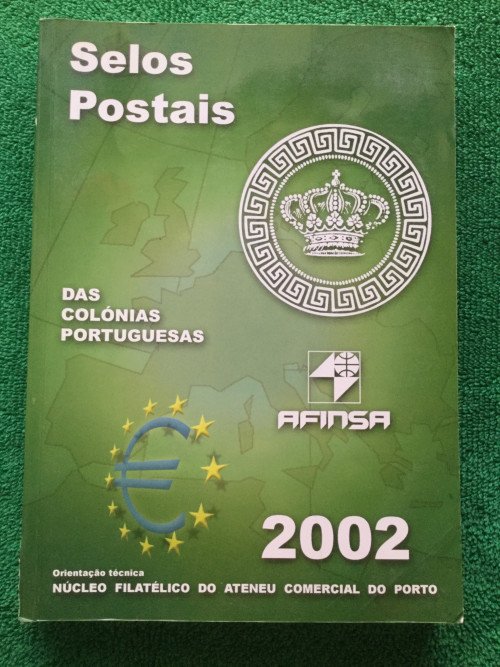 Selos
Postais
DAS
COLÓNIAS
PORTUGUESAS
AFINSA
2002
Orientação técnica
NÚCLEO FILATÉLICO DO ATENEU COMERCIAL DO PORTO